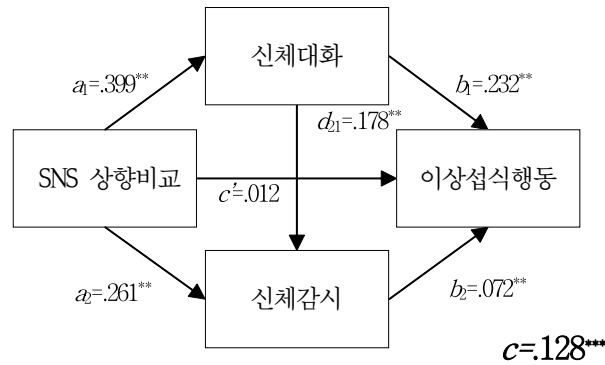 신체대화
a₁=.399**
b₁=.232**
d₂₁=.178**
SNS 상향비교
이상섭식행동
c'=.012
신체감시
a₂=.261**
b₂=.072**
c=.128***